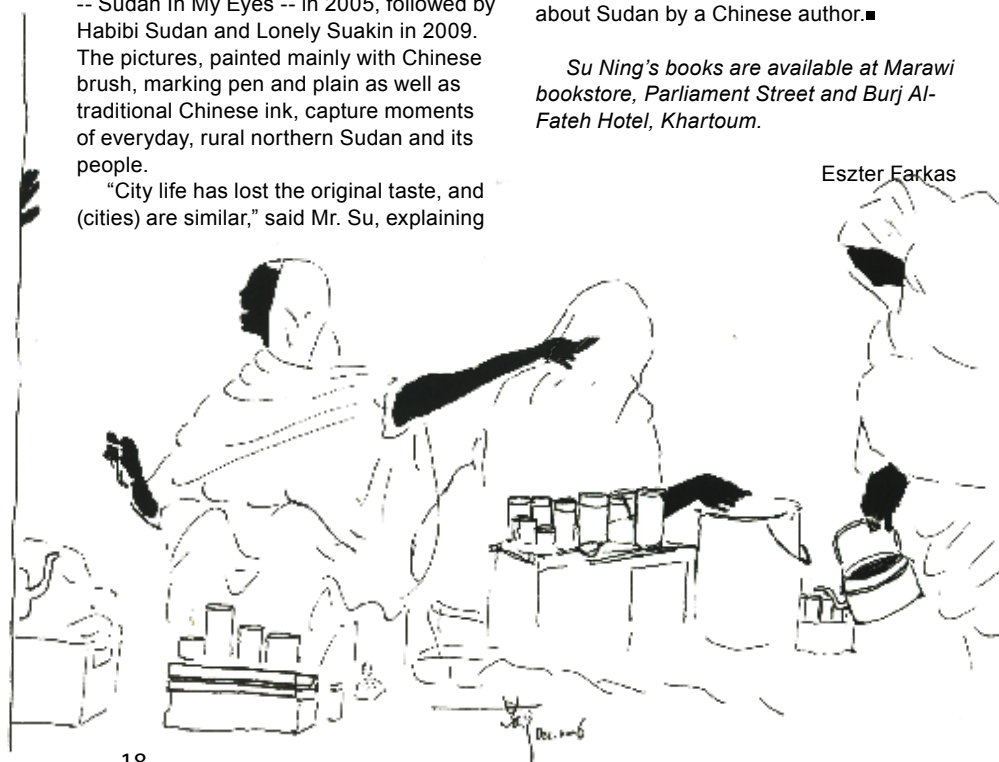 -- Sudan In My Eyes -- in 2005, followed by
Habibi Sudan and Lonely Suakin in 2009.
The pictures, painted mainly with Chinese
brush, marking pen and plain as well as
traditional Chinese ink, capture moments
of everyday, rural northern Sudan and its
people.
“City life has lost the original taste, and
(cities) are similar,” said Mr. Su, explaining
about Sudan by a Chinese author.■
Su Ning’s books are available at Marawi
bookstore, Parliament Street and Burj Al-
Fateh Hotel, Khartoum.
Eszter Farkas
18